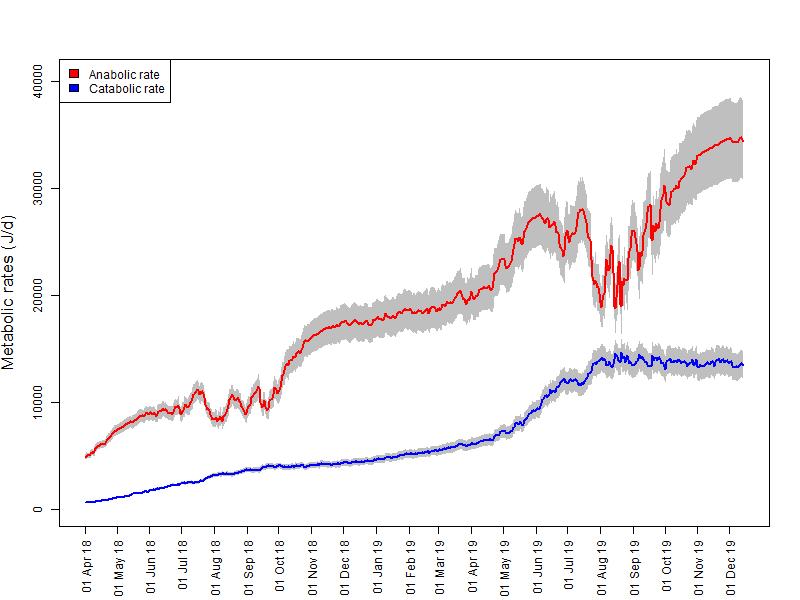 Anabolic rate
Catabolic rate
Metabolic rates (J/d)
40000
30000
20000
10000
0
01 Apr 18
01 May 18
01 Jun 18
01 Jul 18
01 Aug 18
01 Sep 18
01 Oct 18
01 Nov 18
01 Dec 18
01 Jan 19
01 Feb 19
01 Mar 19
01 Apr 19
01 May 19
01 Jun 19
01 Jul 19
01 Aug 19
01 Sep 19
01 Oct 19
01 Nov 19
01 Dec 19